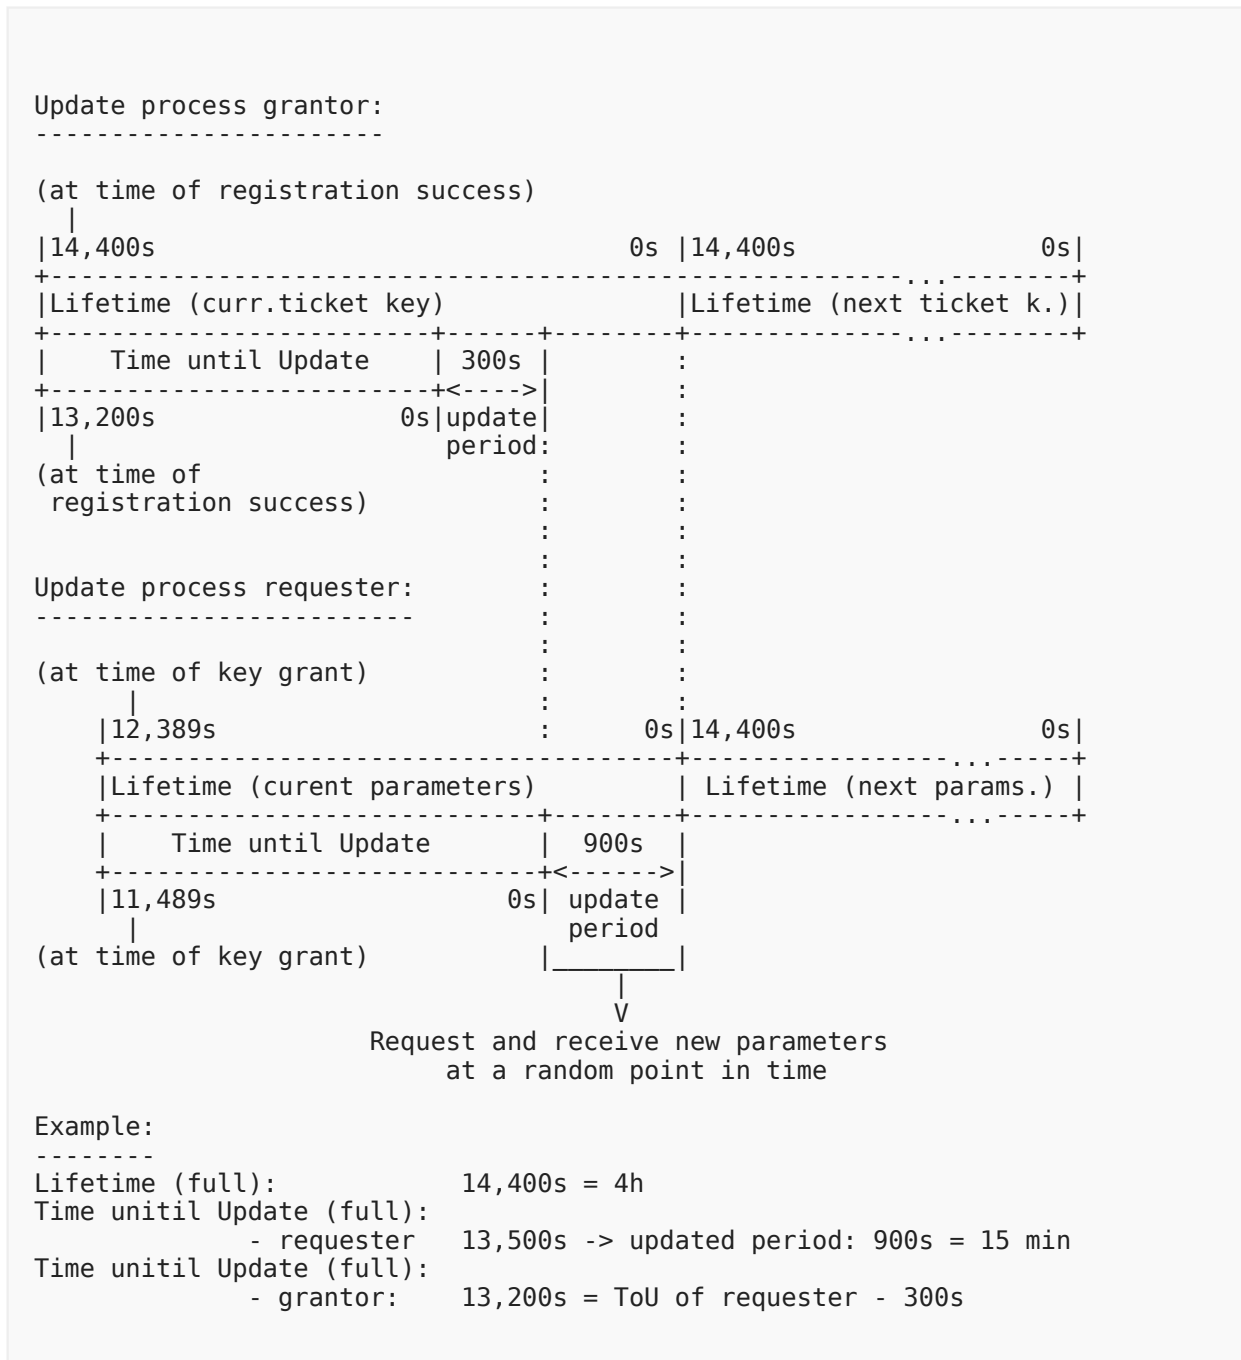 Update process grantor:
-----------------------
(at time of registration success)
  |
|14,400s                               0s |14,400s                0s|
+--------------------------------------------------------...--------+
|Lifetime (curr.ticket key)               |Lifetime (next ticket k.)|
+-------------------------+------+--------+--------------...--------+
|    Time until Update    | 300s |        :
+-------------------------+<---->|        :
|13,200s                0s|update|        :
  |                        period:        :
(at time of                      :        :
 registration success)           :        :
                                 :        :
                                 :        :
Update process requester:        :        :
-------------------------        :        :
                                 :        :
(at time of key grant)           :        :
      |                          :        :
    |12,389s                     :      0s|14,400s                0s|
    +-------------------------------------+-----------------...-----+
    |Lifetime (curent parameters)         | Lifetime (next params.) |
    +----------------------------+--------+-----------------...-----+
    |    Time until Update       |  900s  |
    +----------------------------+<------>|
    |11,489s                   0s| update |
      |                            period
(at time of key grant)           |________|
                                      |
                                      V
                      Request and receive new parameters
                           at a random point in time
Example:
--------
Lifetime (full):            14,400s = 4h
Time unitil Update (full):
              - requester   13,500s -> updated period: 900s = 15 min
Time unitil Update (full):
              - grantor:    13,200s = ToU of requester - 300s